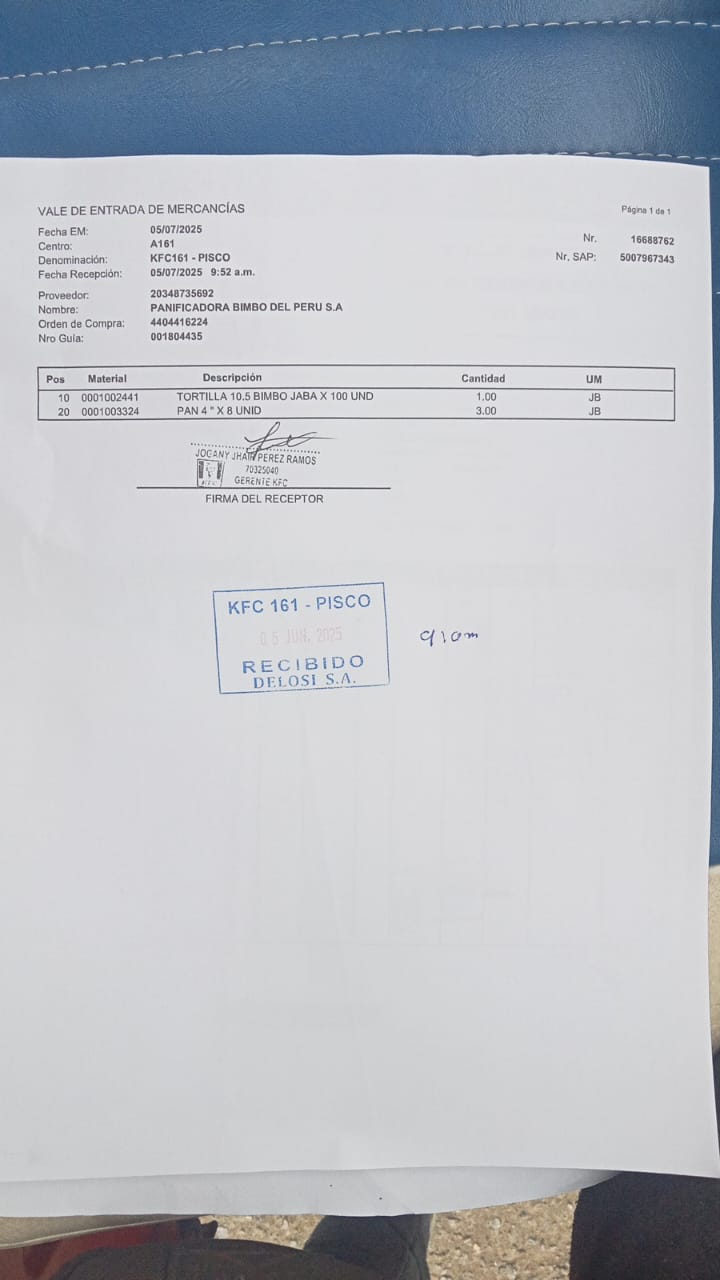 VALE DE ENTRADA DE MERCANCÍAS
Página 1 de 1
Fecha EM: 05/07/2025
Centro: A161
Denominación: KFC161 - PISCO
Fecha Recepción: 05/07/2025 9:52 a.m.
Nr. 16688762
Nr. SAP: 5007967343
Proveedor: 20348735692
Nombre: PANIFICADORA BIMBO DEL PERU S.A
Orden de Compra: 4404416224
Nro Guía: 001804435
Pos Material Descripción Cantidad UM
10 0001002441 TORTILLA 10.5 BIMBO JABA X 100 UND 1.00 JB
20 0001003324 PAN 4 " X 8 UNID 3.00 JB
JOGANY JHAIR PEREZ RAMOS
70325040
GERENTE KFC
FIRMA DEL RECEPTOR
KFC 161 - PISCO
05 JUN. 2025
RECIBIDO
DELOSI S.A.